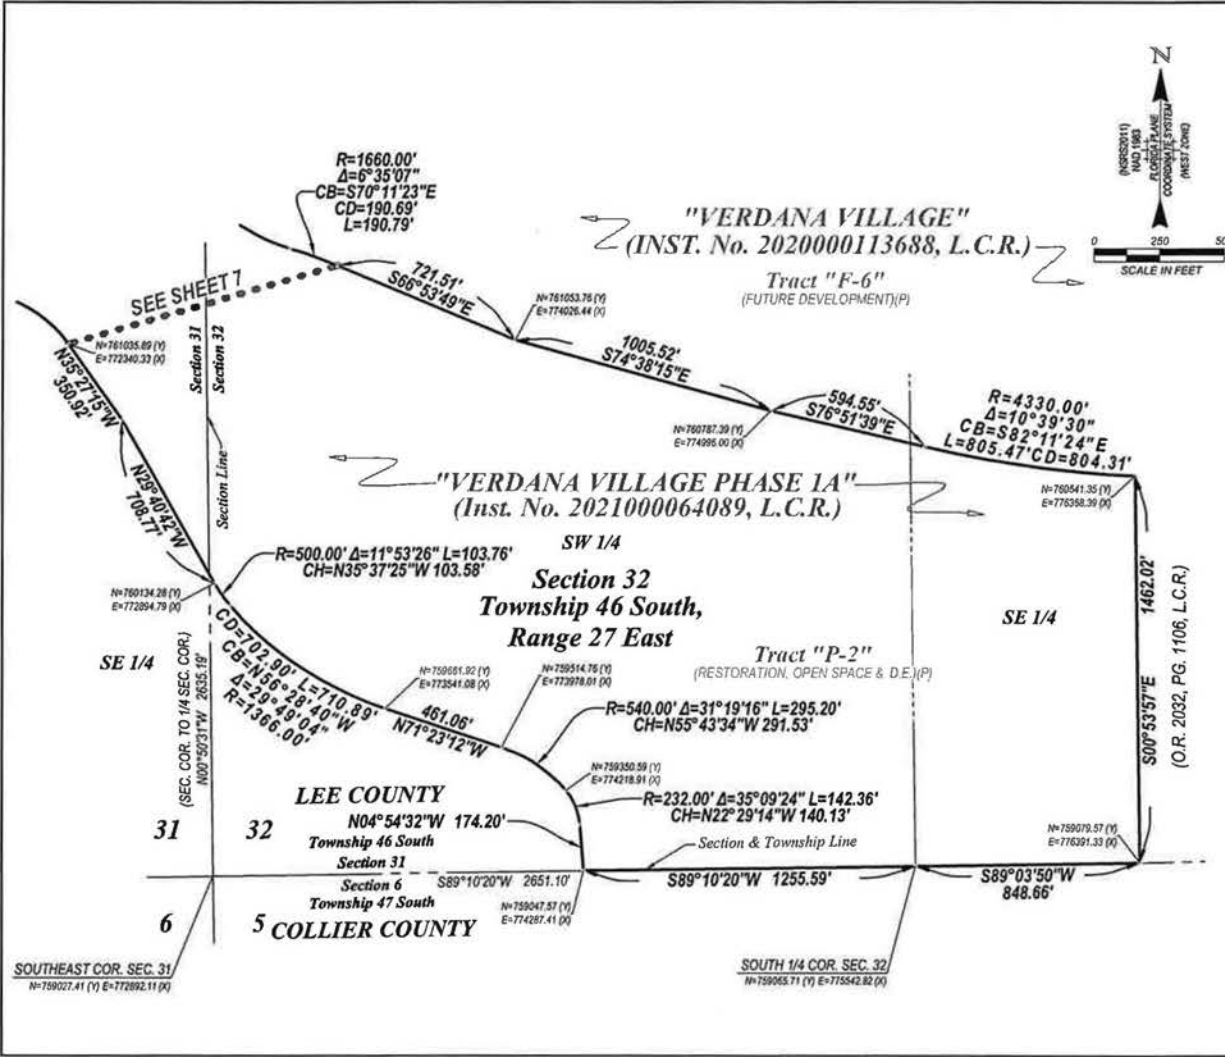 N
(NSRS2011)
NAD 1983
FLORIDA PLANE
COORDINATE SYSTEM
(WEST ZONE)
0 250 50
SCALE IN FEET
R=1660.00'
Δ=6°35'07"
CB=S70°11'23"E
CD=190.69'
L=190.79'
"VERDANA VILLAGE"
(INST. No. 2020000113688, L.C.R.)
Tract "F-6"
(FUTURE DEVELOPMENT)(P)
SEE SHEET 7
721.51'
S66°53'49"E
N=761053.76 (Y)
E=774026.44 (X)
N=761035.89 (Y)
E=772340.33 (X)
Section 31
Section 32
1005.52'
S74°38'15"E
594.55'
S76°51'39"E
R=4330.00'
Δ=10°39'30"
CB=S82°11'24"E
L=805.47' CD=804.31'
N35°27'15"W
350.92'
N=760787.39 (Y)
E=774996.00 (X)
N29°40'42"W
708.77'
Section Line
"VERDANA VILLAGE PHASE 1A"
(Inst. No. 2021000064089, L.C.R.)
N=760541.35 (Y)
E=776368.39 (X)
SW 1/4
R=500.00' Δ=11°53'26" L=103.76'
CH=N35°37'25"W 103.58'
Section 32
Township 46 South,
Range 27 East
N=760134.28 (Y)
E=772894.79 (X)
SE 1/4
SE 1/4
1462.02'
S00°53'57"E
(O.R. 2032, PG. 1106, L.C.R.)
(SEC. COR. TO 1/4 SEC. COR.)
N00°50'31"W 2635.19'
CD=702.90' L=710.89'
CB=N56°28'40"W
Δ=29°49'04"
R=1366.00'
N=759661.92 (Y)
E=773541.08 (X)
N=759514.76 (Y)
E=773978.01 (X)
Tract "P-2"
(RESTORATION, OPEN SPACE & D.E.)(P)
461.06'
N71°23'12"W
R=540.00' Δ=31°19'16" L=295.20'
CH=N55°43'34"W 291.53'
N=759350.59 (Y)
E=774218.91 (X)
LEE COUNTY
R=232.00' Δ=35°09'24" L=142.36'
CH=N22°29'14"W 140.13'
N04°54'32"W 174.20'
31 32
Township 46 South
Section 31
Section & Township Line
N=759079.57 (Y)
E=776391.33 (X)
Section 6
Township 47 South
S89°10'20"W 2651.10'
S89°10'20"W 1255.59'
S89°03'50"W
848.66'
N=759047.57 (Y)
E=774287.41 (X)
6 5 COLLIER COUNTY
SOUTHEAST COR. SEC. 31
N=759027.41 (Y) E=772892.11 (X)
SOUTH 1/4 COR. SEC. 32
N=759065.71 (Y) E=775542.82 (X)